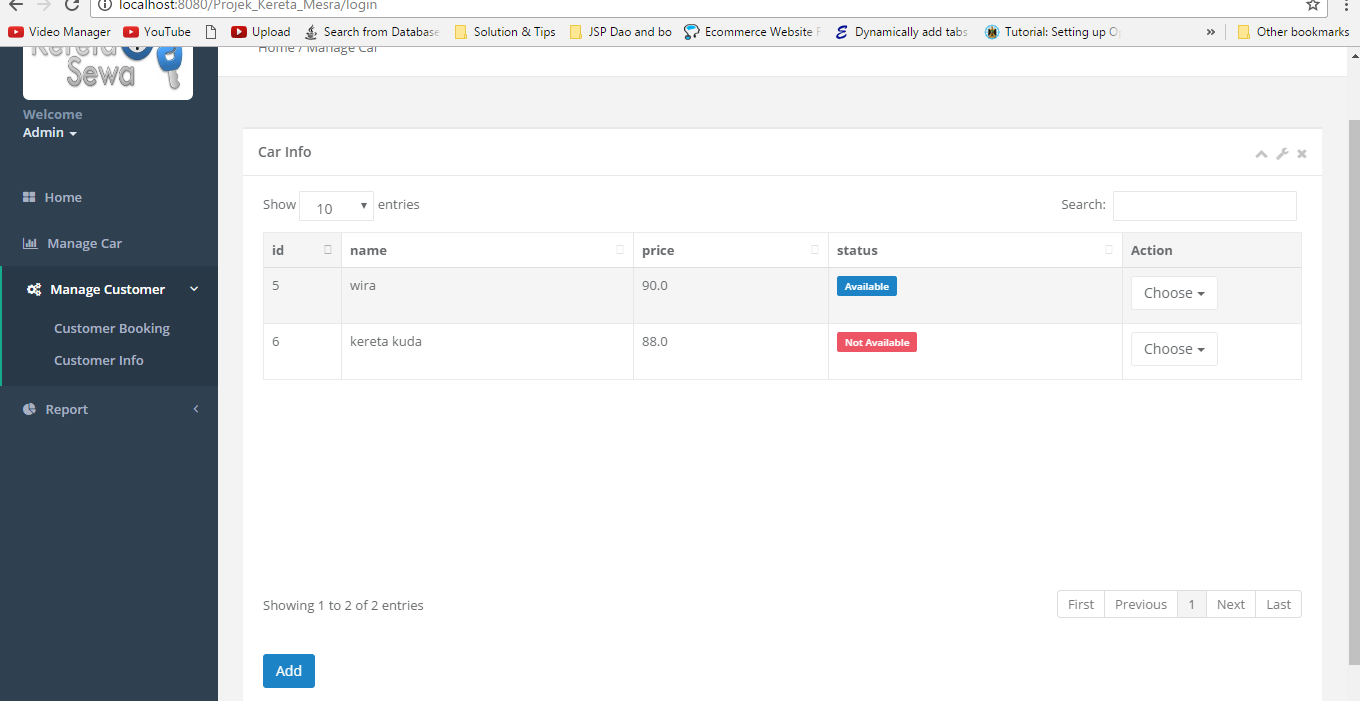 localhost:8080/Projek_Kereta_Mesra/login
Video Manager YouTube Upload Search from Database Solution & Tips JSP Dao and bo Ecommerce Website Dynamically add tabs Tutorial: Setting up » Other bookmarks
Kereta
Sewa
Home / Manage Car
Welcome
Admin
Car Info
Home
Manage Car
Manage Customer
Customer Booking
Customer Info
Report
Show 10 entries Search:
id name price status Action
5 wira 90.0 Available Choose
6 kereta kuda 88.0 Not Available Choose
Showing 1 to 2 of 2 entries First Previous 1 Next Last
Add